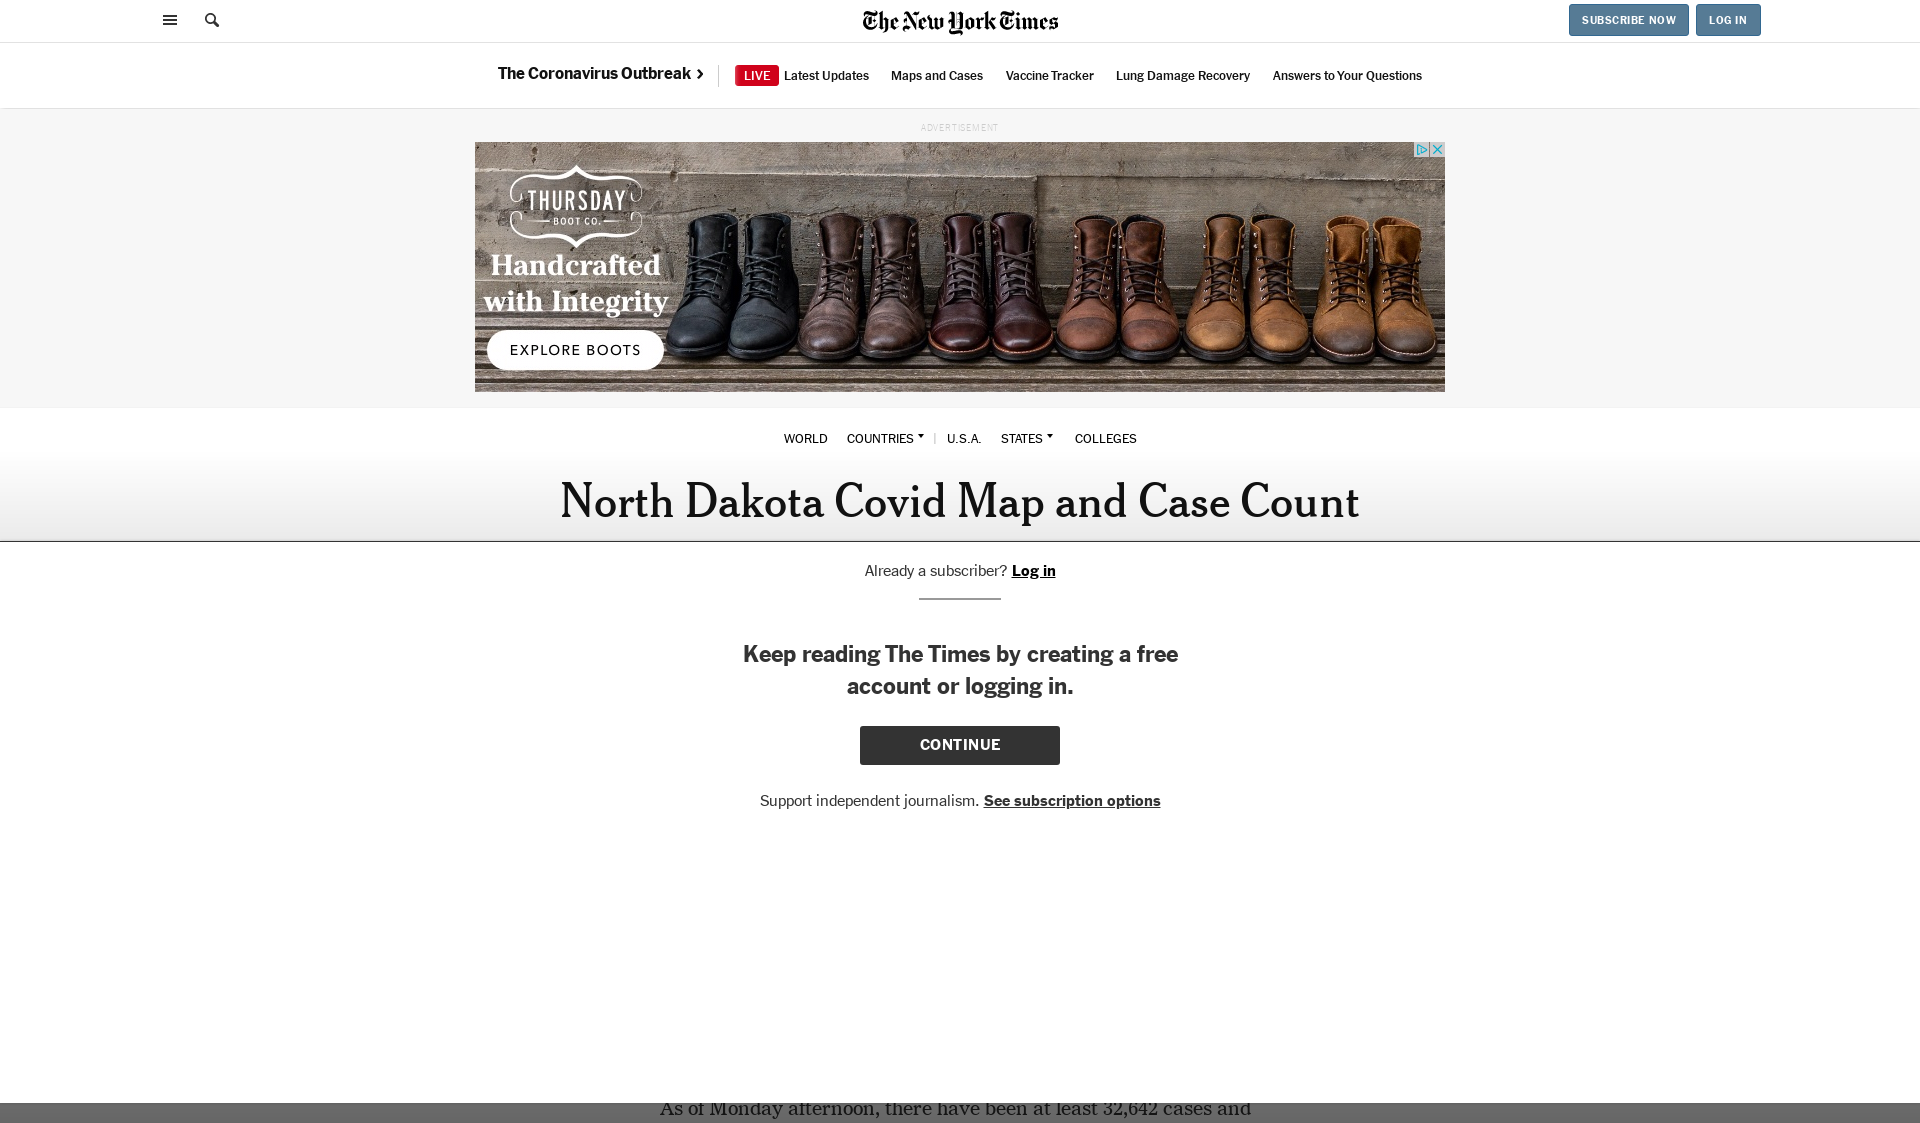 The New York Times
SUBSCRIBE NOW
LOG IN
The Coronavirus Outbreak
LIVE Latest Updates
Maps and Cases
Vaccine Tracker
Lung Damage Recovery
Answers to Your Questions
ADVERTISEMENT
THURSDAY
BOOT CO.
Handcrafted
with Integrity
EXPLORE BOOTS
WORLD COUNTRIES | U.S.A. STATES COLLEGES
North Dakota Covid Map and Case Count
Already a subscriber? Log in
Keep reading The Times by creating a free
account or logging in.
CONTINUE
Support independent journalism. See subscription options
As of Monday afternoon, there have been at least 32,642 cases and